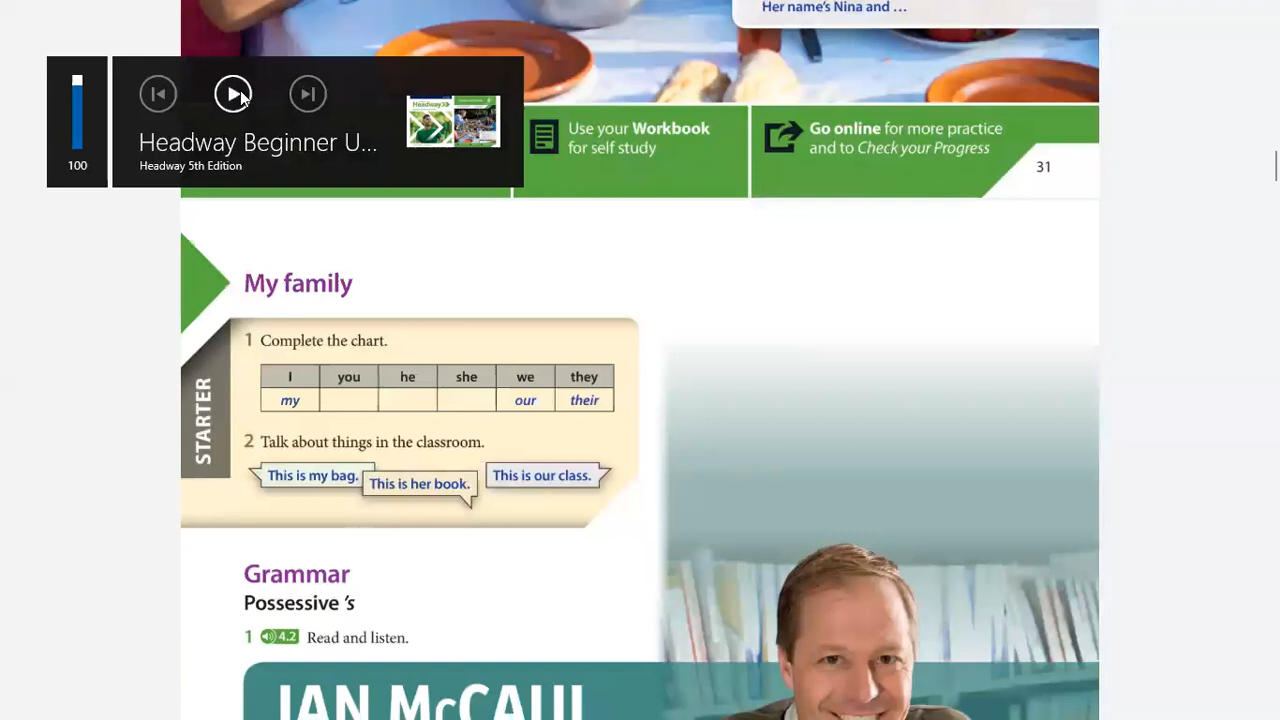 Her name's Nina and ...
100
Headway Beginner U...
Headway 5th Edition
Headway
Use your Workbook
for self study
Go online for more practice
and to Check your Progress
31
My family
STARTER
1 Complete the chart.
I you he she we they
my our their
2 Talk about things in the classroom.
This is my bag.
This is her book.
This is our class.
Grammar
Possessive 's
1 4.2 Read and listen.
IAN McCAUL